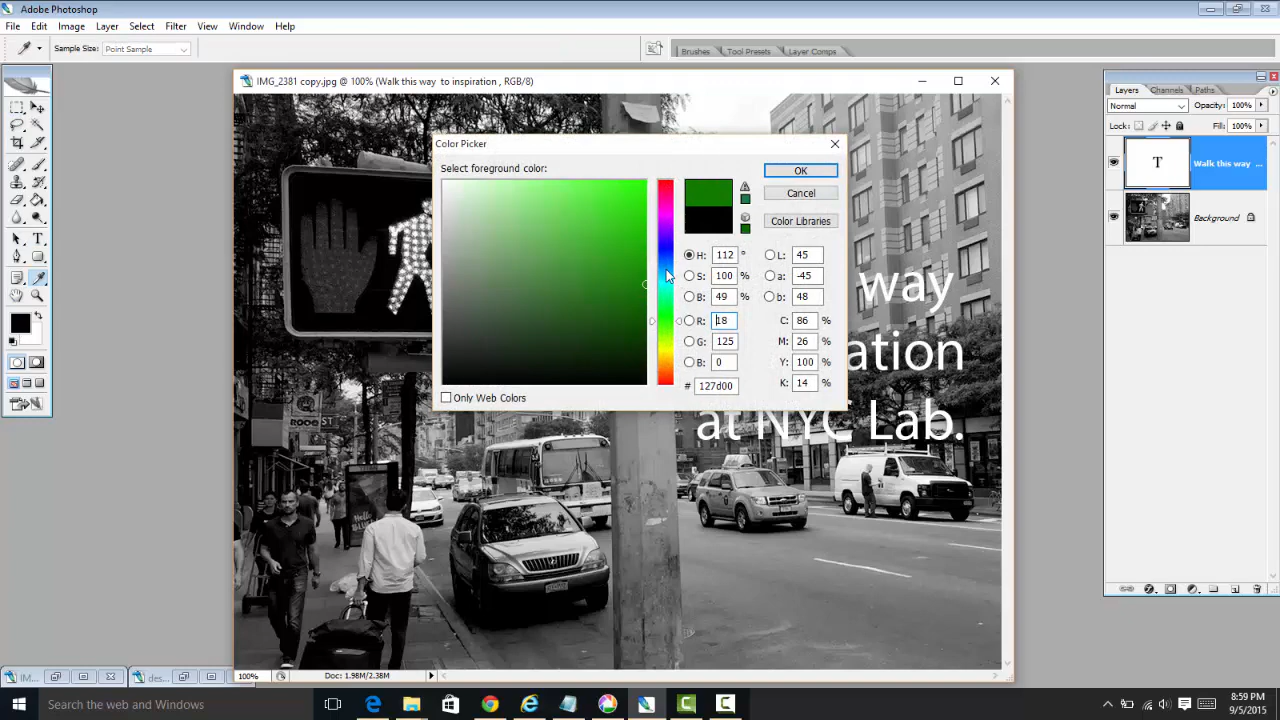 Adobe Photoshop
File Edit Image Layer Select Filter View Window Help
Sample Size: Point Sample
Brushes Tool Presets Layer Comps
IMG_2381 copy.jpg @ 100% (Walk this way to inspiration , RGB/8)
Color Picker
Select foreground color:
OK
Cancel
Color Libraries
H: 112 ° L: 45
S: 100 % a: -45
B: 49 % b: 48
R: 18 C: 86 %
G: 125 M: 26 %
B: 0 Y: 100 %
# 127d00 K: 14 %
Only Web Colors
way
ation
at NYC Lab.
Layers Channels Paths
Normal Opacity: 100%
Lock: Fill: 100%
T Walk this way ...
Background
Hello
BLUE
100% Doc: 1.98M/2.38M
IM... des...
Search the web and Windows
8:59 PM
9/5/2015